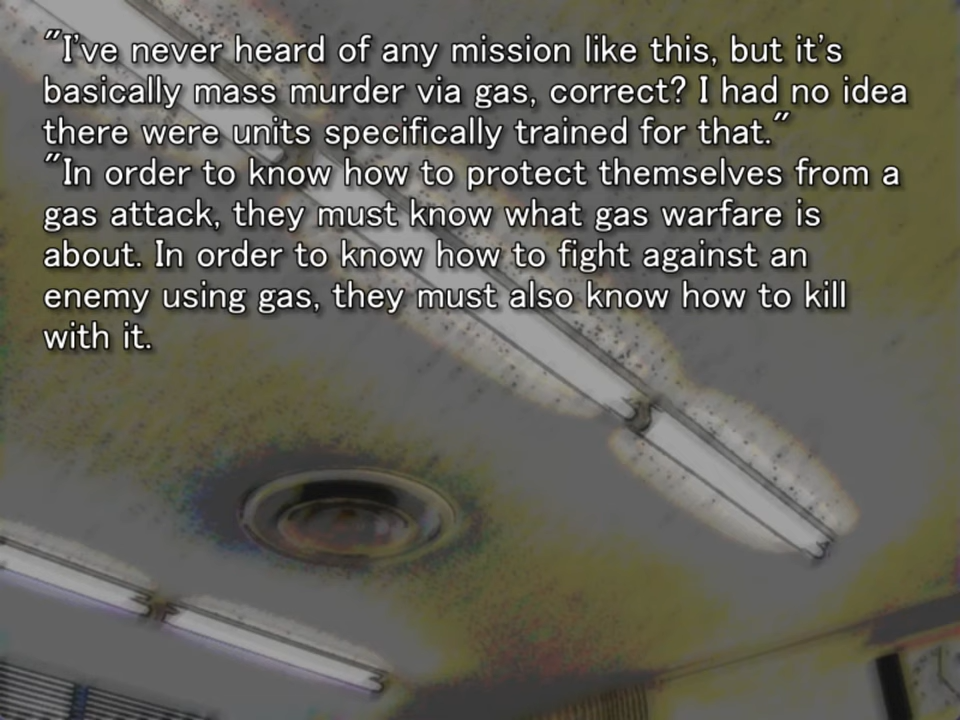 "I've never heard of any mission like this, but it's
basically mass murder via gas, correct? I had no idea
there were units specifically trained for that."
"In order to know how to protect themselves from a
gas attack, they must know what gas warfare is
about. In order to know how to fight against an
enemy using gas, they must also know how to kill
with it.